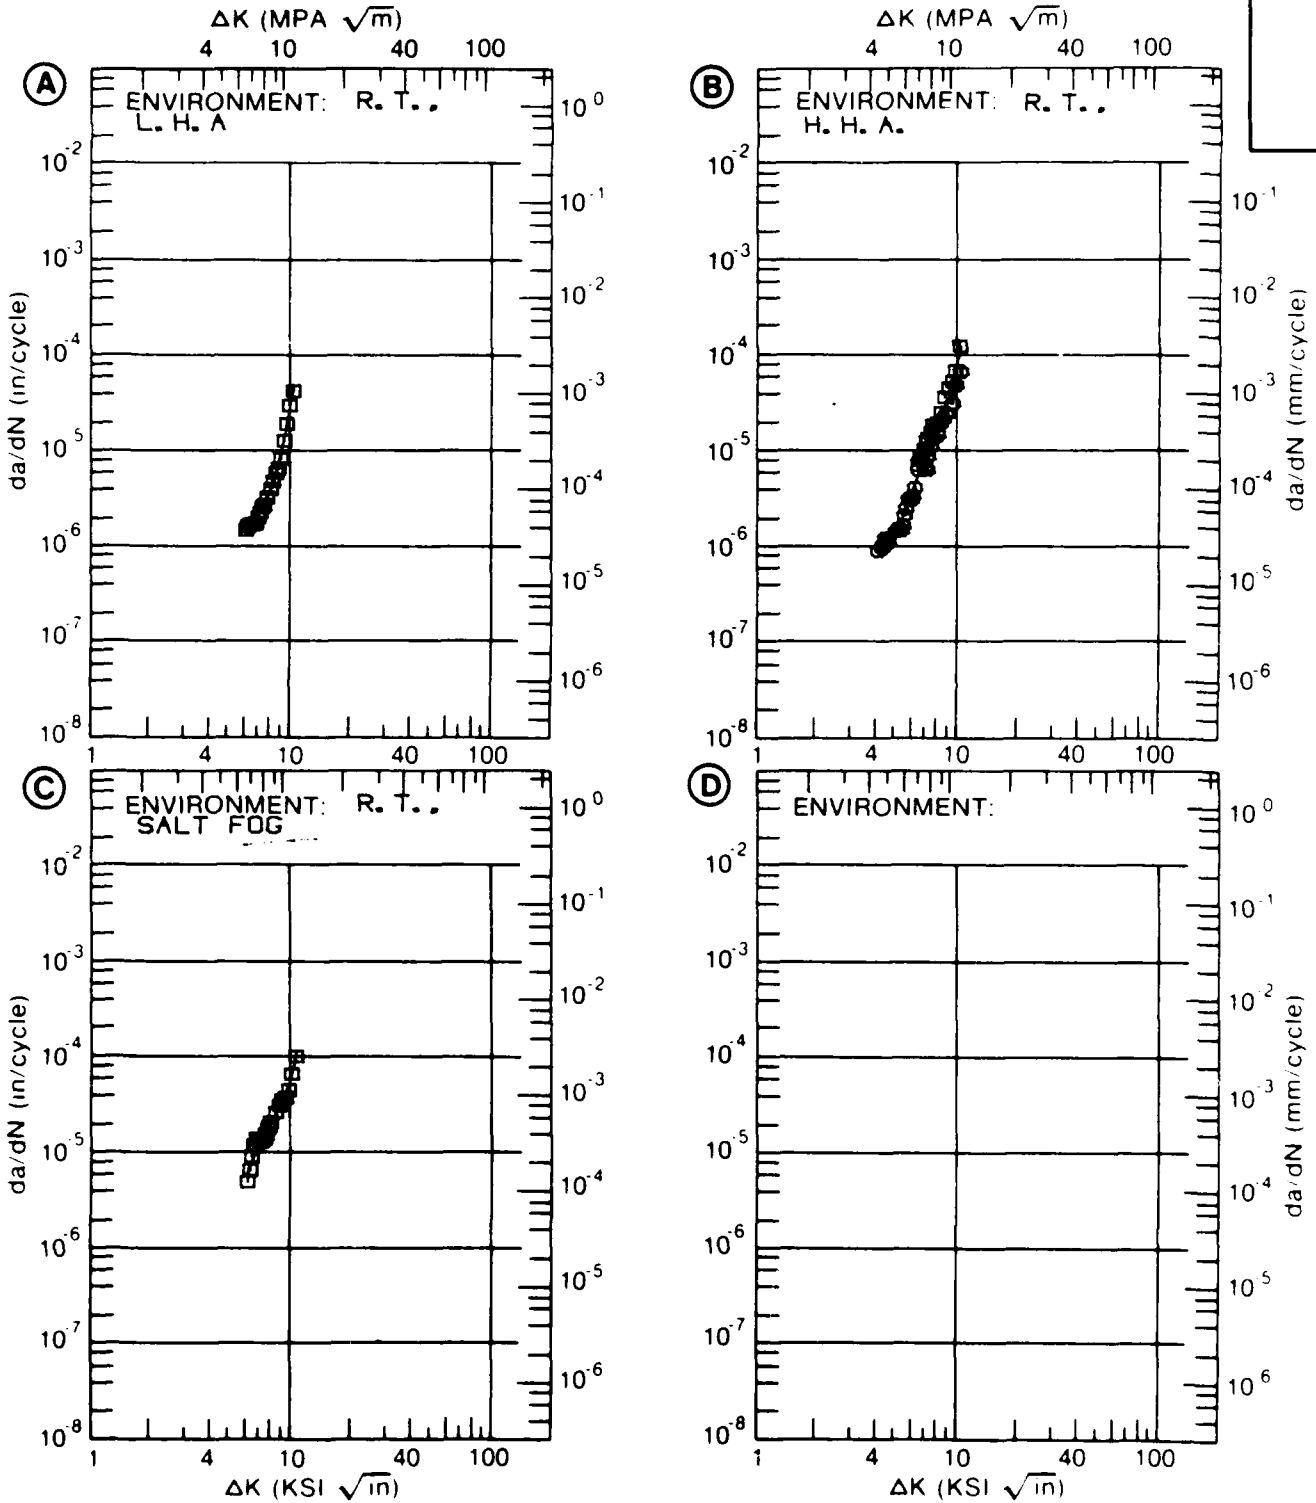 ΔK (MPA √m)
4 10 40 100
ΔK (MPA √m)
4 10 40 100
A
ENVIRONMENT: R. T.,
L. H. A
10^0
10^-2
10^-1
10^-3
10^-2
10^-4
10^-3
10^-5
10^-4
10^-6
10^-5
10^-7
10^-6
10^-8
1 4 10 40 100
da/dN (in/cycle)
B
ENVIRONMENT: R. T.,
H. H. A.
10^-2
10^-1
10^-3
10^-2
10^-4
10^-3
10^-5
10^-4
10^-6
10^-5
10^-7
10^-6
10^-8
1 4 10 40 100
da/dN (mm/cycle)
C
ENVIRONMENT: R. T.,
SALT FOG
10^0
10^-2
10^-1
10^-3
10^-2
10^-4
10^-3
10^-5
10^-4
10^-6
10^-5
10^-7
10^-6
10^-8
1 4 10 40 100
da/dN (in/cycle)
ΔK (KSI √in)
D
ENVIRONMENT:
10^0
10^-2
10^-1
10^-3
10^-2
10^-4
10^-3
10^-5
10^-4
10^-6
10^-5
10^-7
10^-6
10^-8
1 4 10 40 100
da/dN (mm/cycle)
ΔK (KSI √in)